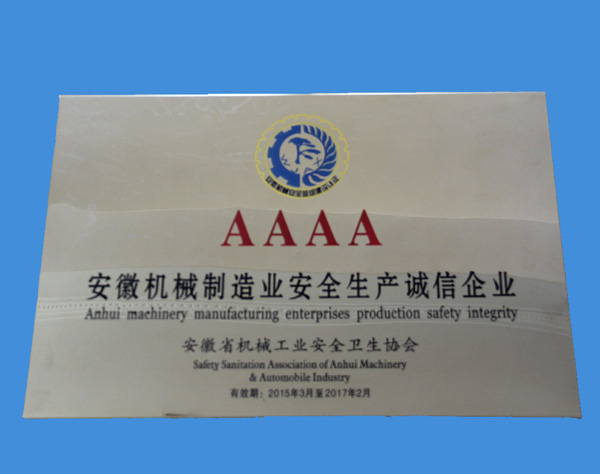 AAAA
安徽机械制造业安全生产诚信企业
Anhui machinery manufacturing enterprises production safety integrity
安徽省机械工业安全卫生协会
Safety Sanitation Association of Anhui Machinery
& Automobile Industry
有效期：2015年3月至2017年2月